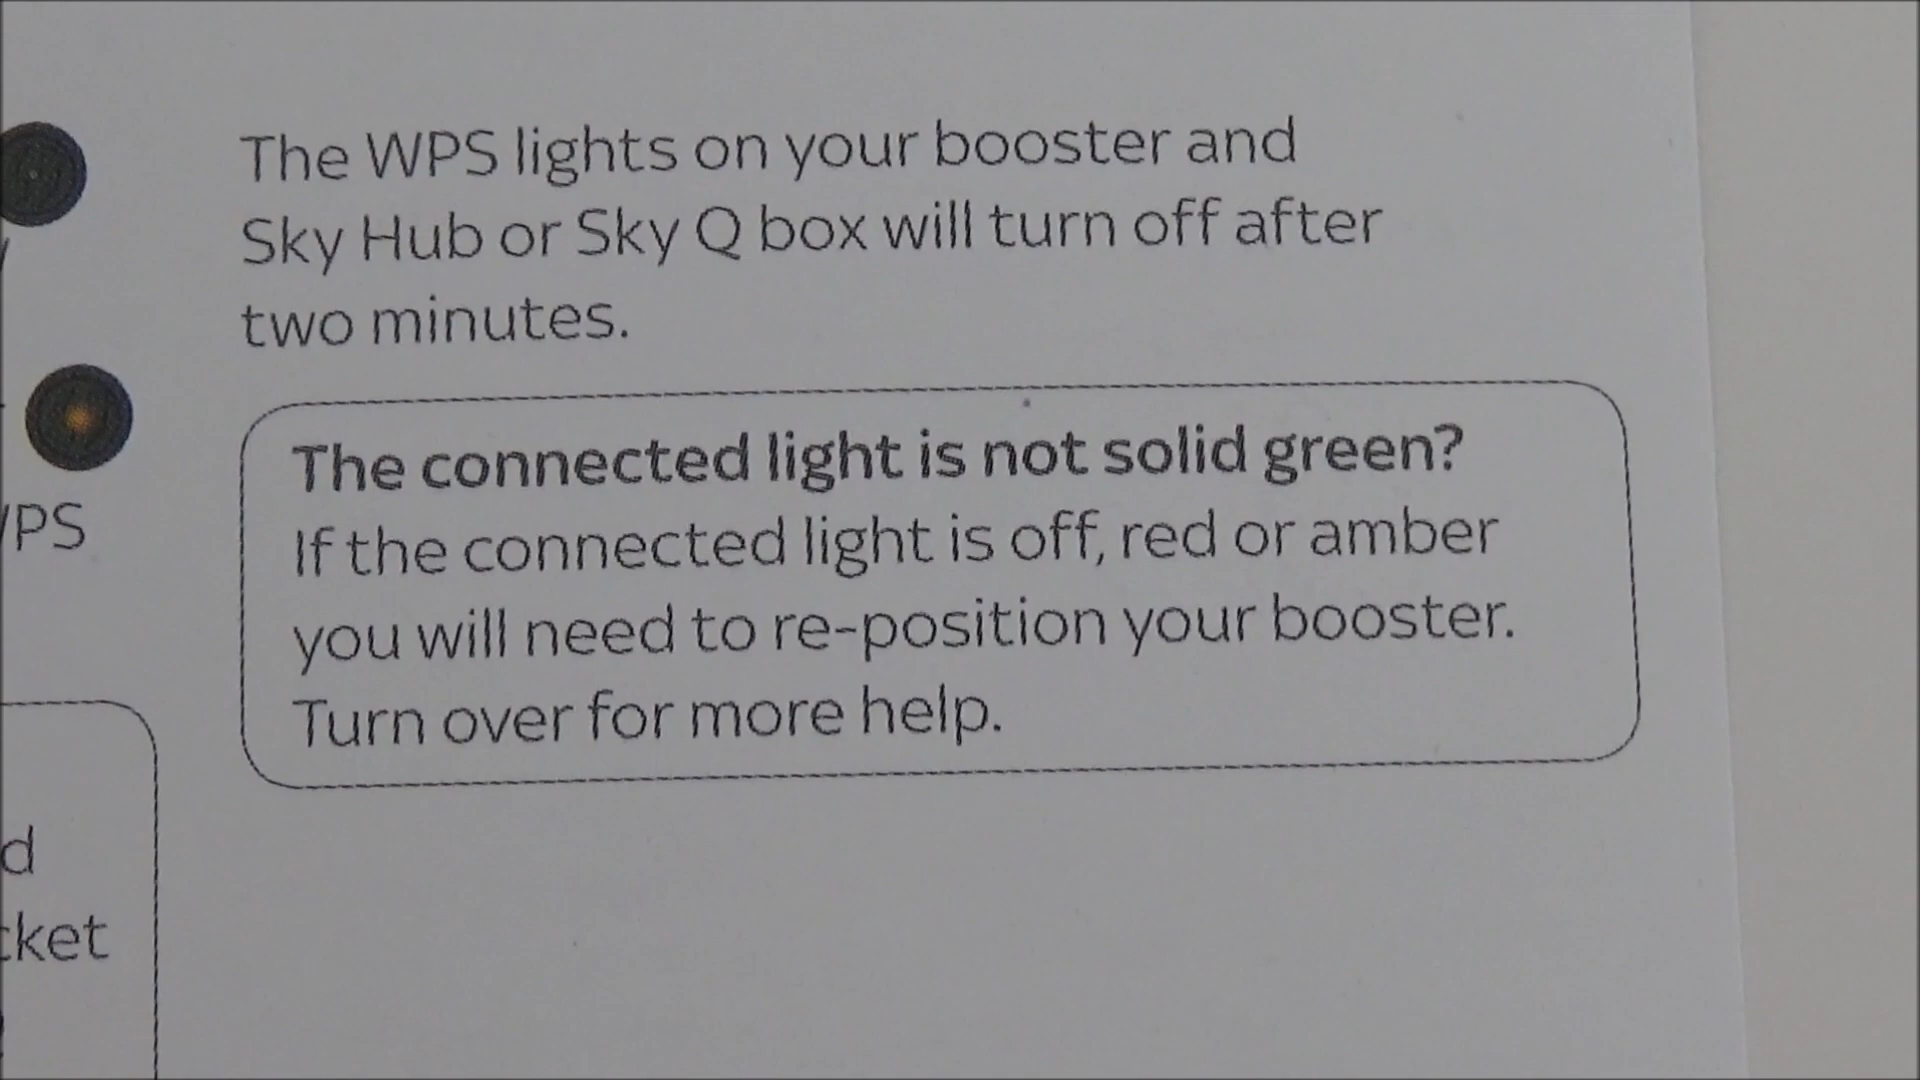 The WPS lights on your booster and
Sky Hub or Sky Q box will turn off after
two minutes.
The connected light is not solid green?
If the connected light is off, red or amber
you will need to re-position your booster.
Turn over for more help.